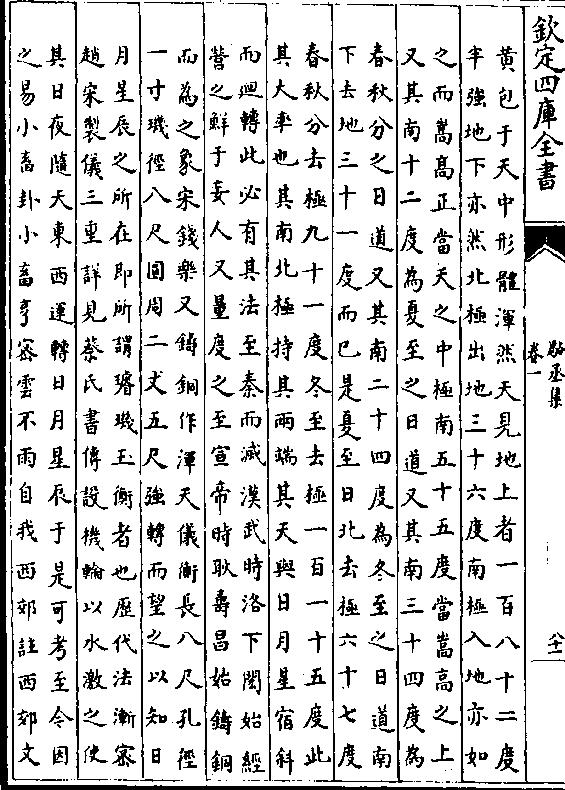 欽定四庫全書
卷一
八十二
黄包于天中形體渾然天見地上者一百八十二度
半強地下亦然北極出地三十六度南極入地亦如
之而嵩髙正當天之中極南五十五度當嵩高之上
又其南十二度為夏至之日道又其南三十四度為
春秋分之日道又其南二十四度為冬至之日道南
下去地三十一度而已是夏至日北去極六十七度
春秋分去極九十一度冬至去極一百一十五度此
其大率也其南北極持其兩端其天與日月星宿斜
而迴轉此必有其法至秦而滅漢武時洛下閎始經
營之鮮于妄人又量度之至宣帝時耿壽昌始鑄銅
而為之象宋錢樂又鑄銅作渾天儀衡長八尺孔徑
一寸璣徑八尺圓周二丈五尺強轉而望之以知日
月星辰之所在即所謂璿璣玉衡者也歴代法漸宻
趙宋製儀三重詳見蔡氏書傳設機輪以水激之使
其日夜隨天東西運轉日月星辰于是可考至今因
之易小畜卦小畜亨宻雲不雨自我西郊註西郊文